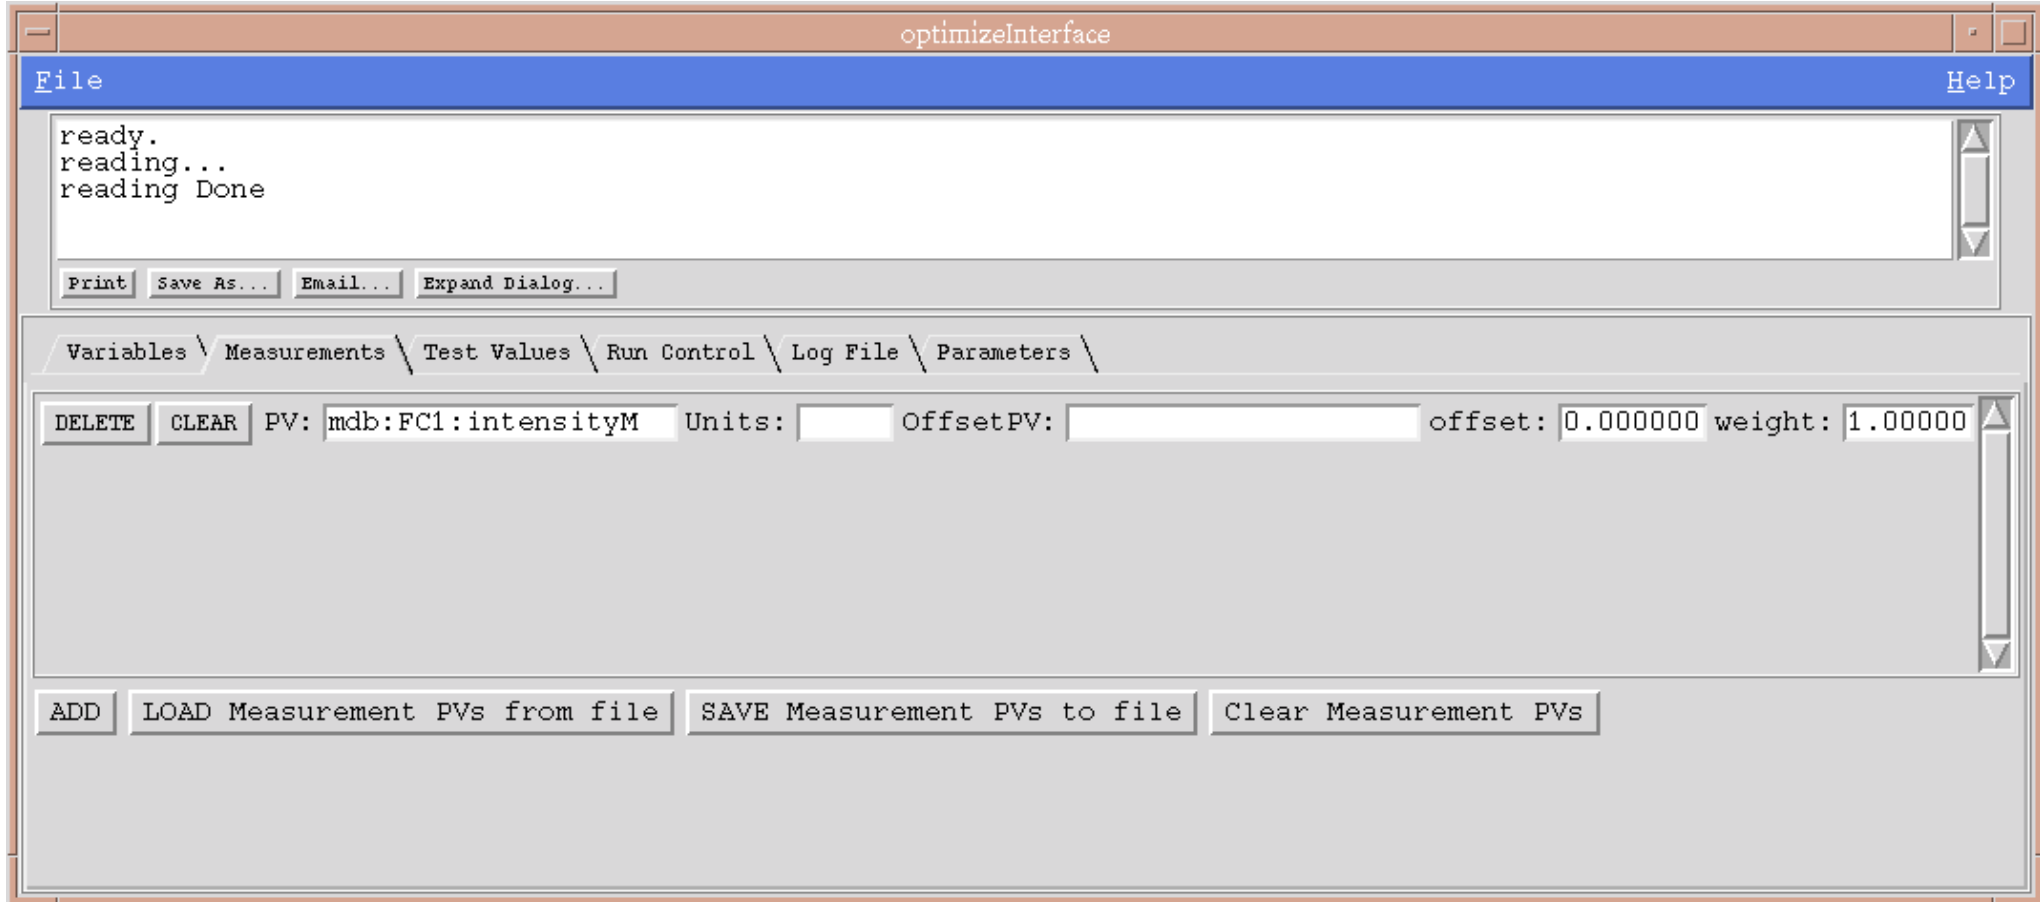 optimizeInterface
File Help
ready.
reading...
reading Done
Print Save As... Email... Expand Dialog...
Variables Measurements Test Values Run Control Log File Parameters
DELETE CLEAR PV: mdb:FC1:intensityM Units: OffsetPV: offset: 0.000000 weight: 1.00000
ADD LOAD Measurement PVs from file SAVE Measurement PVs to file Clear Measurement PVs